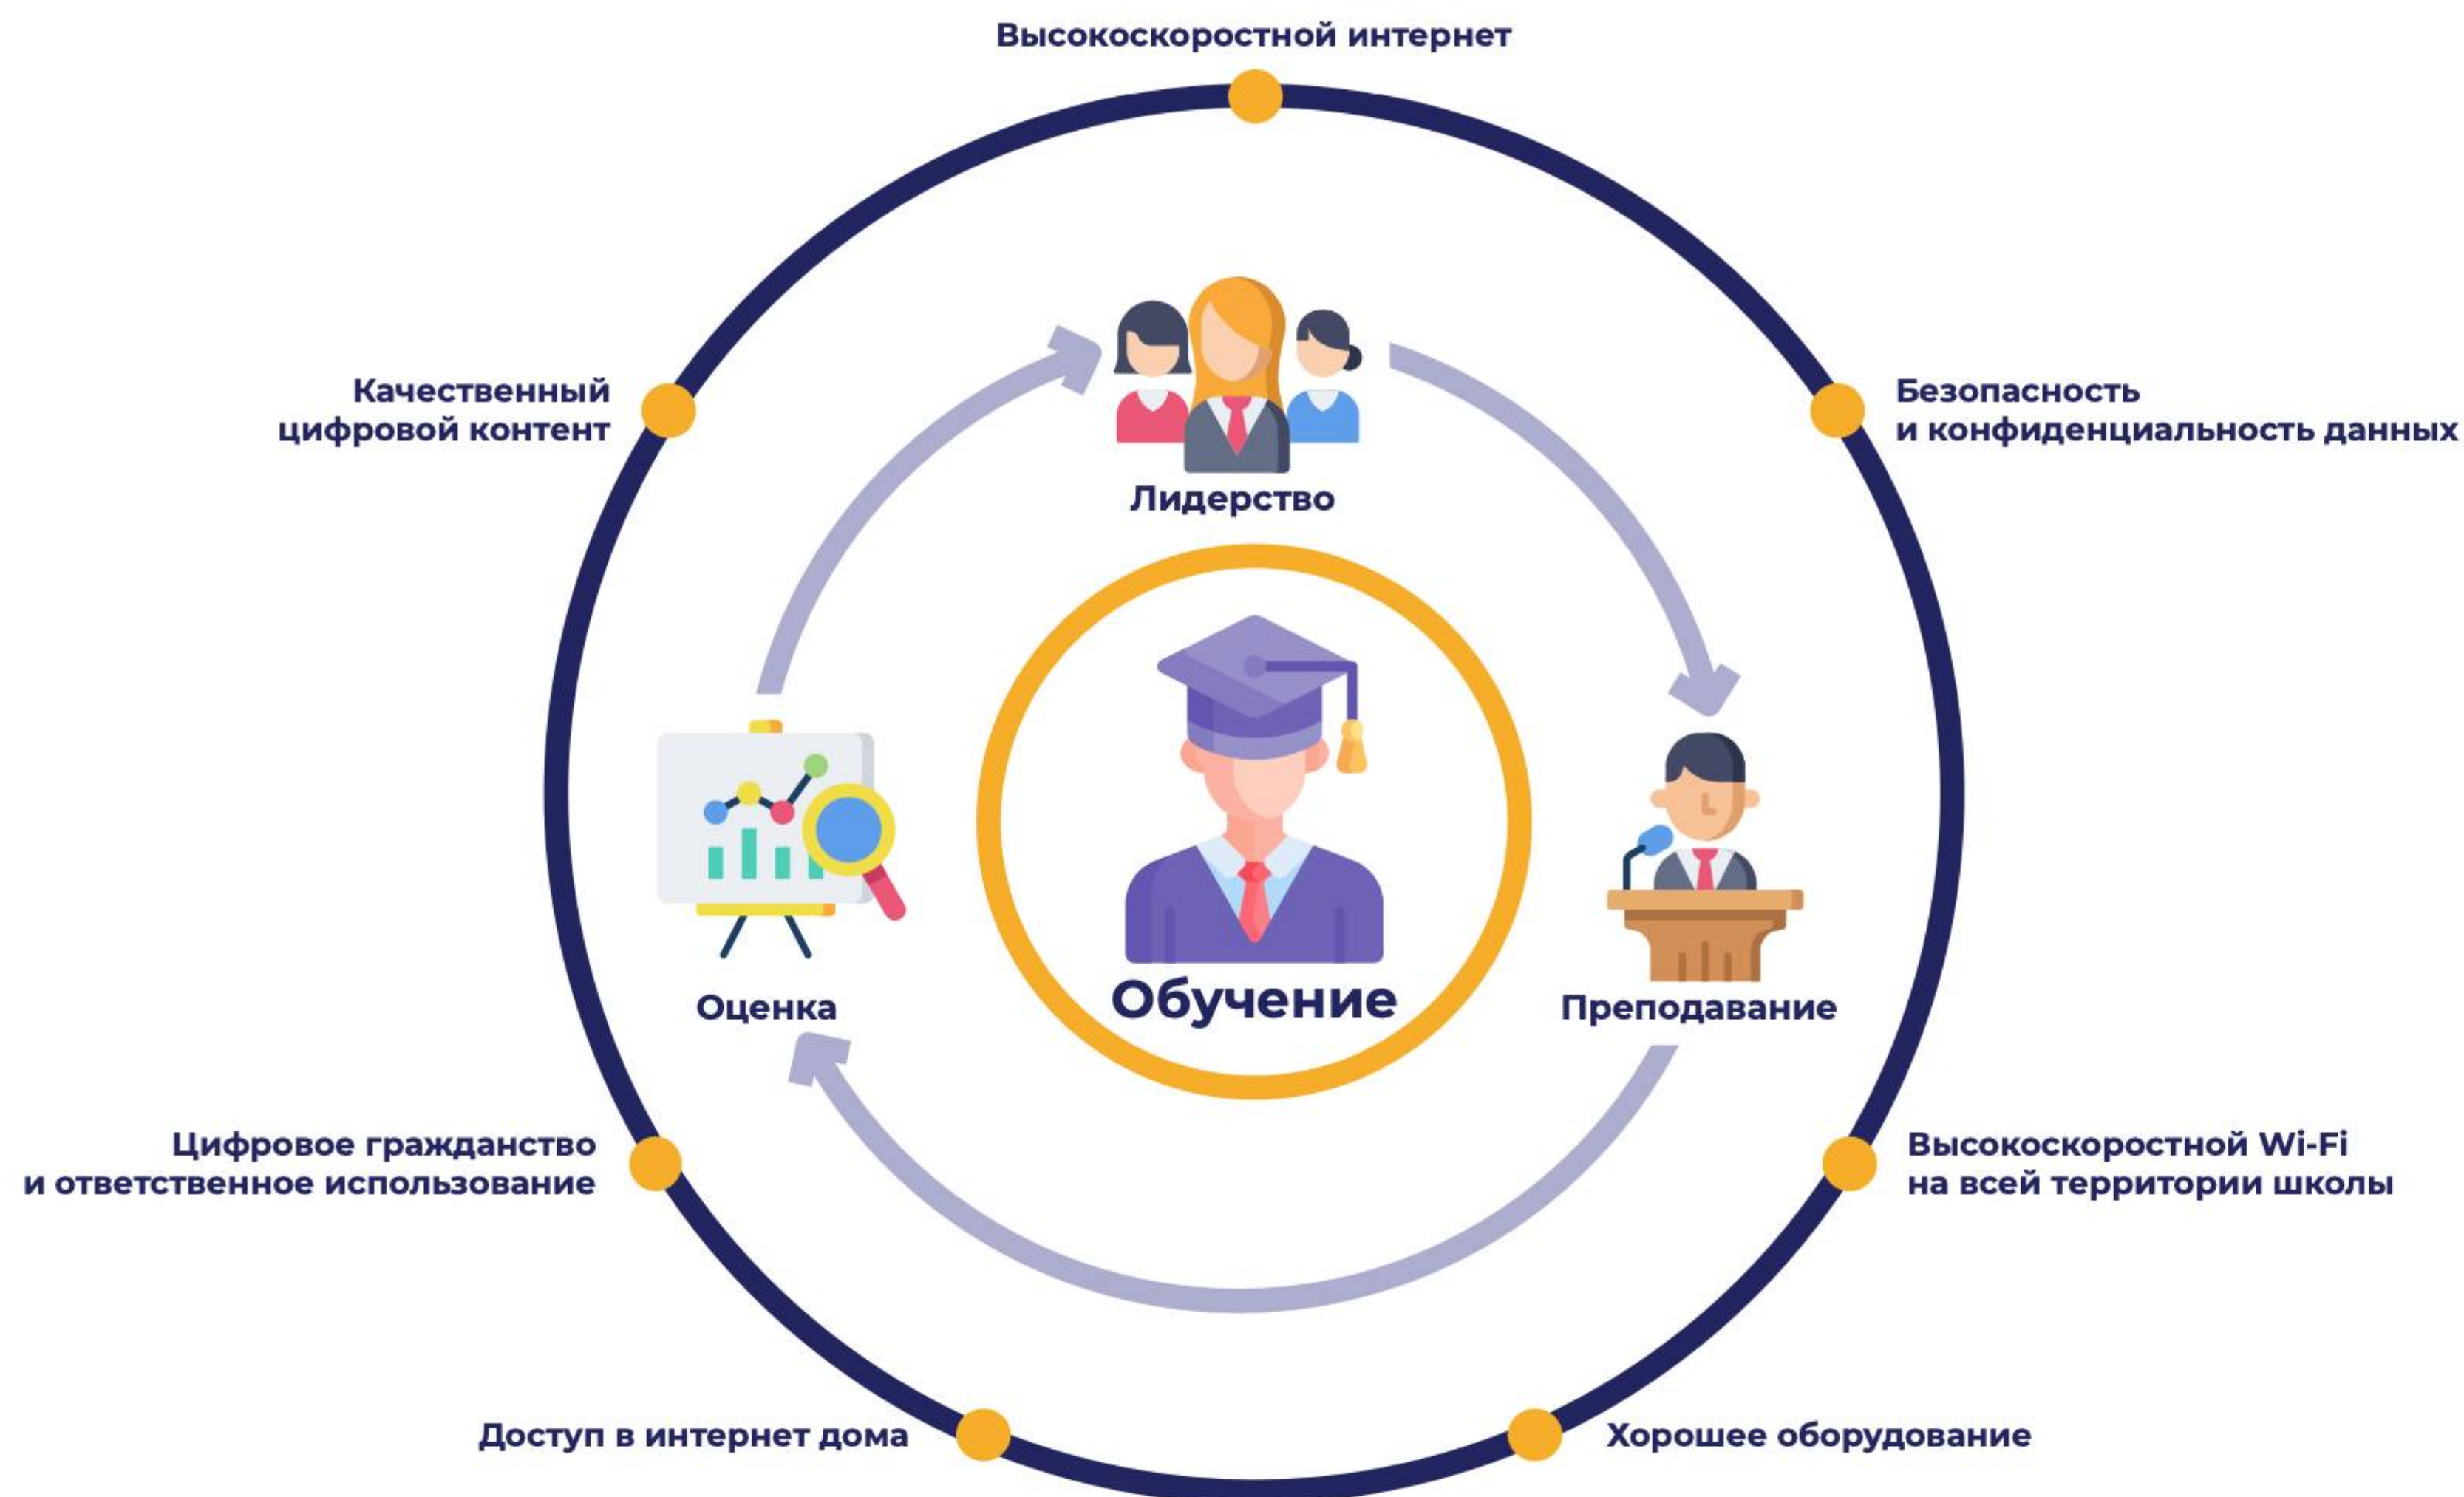 Высокоскоростной интернет
Качественный
цифровой контент
Безопасность
и конфиденциальность данных
Лидерство
Оценка
Обучение
Преподавание
Цифровое гражданство
и ответственное использование
Высокоскоростной Wi-Fi
на всей территории школы
Доступ в интернет дома
Хорошее оборудование